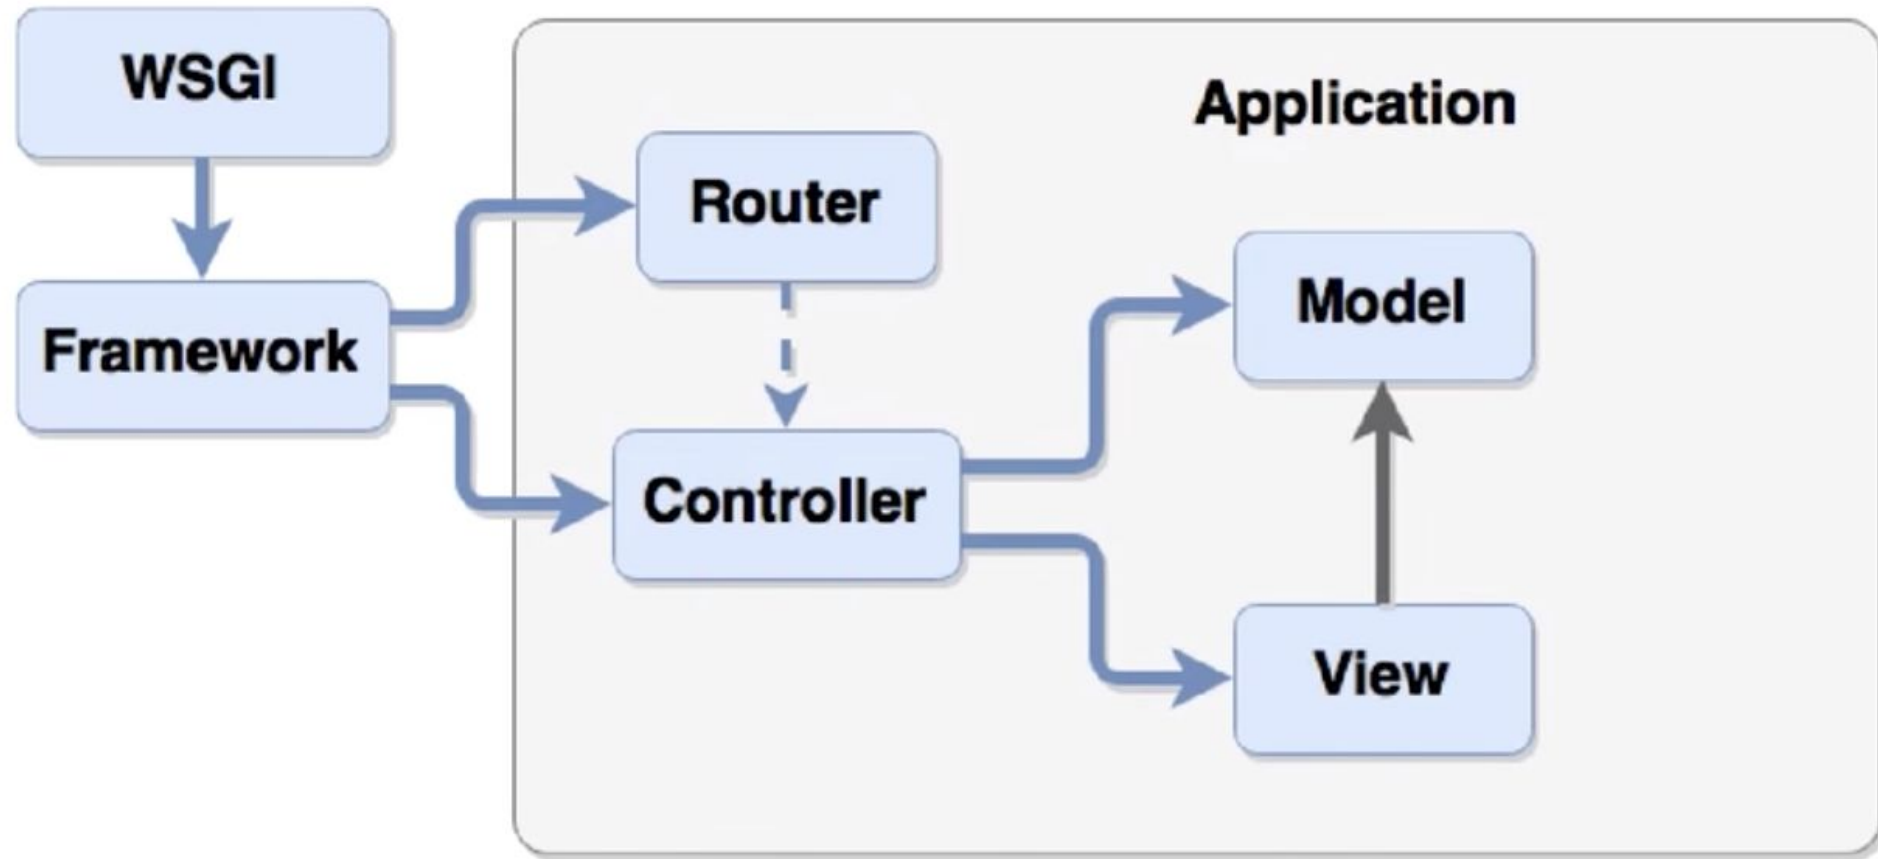 WSGI
Application
Router
Framework
Model
Controller
View